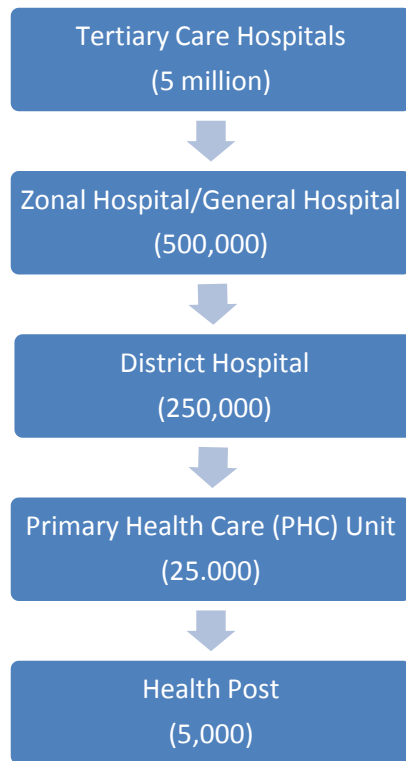 Tertiary Care Hospitals
(5 million)
Zonal Hospital/General Hospital
(500,000)
District Hospital
(250,000)
Primary Health Care (PHC) Unit
(25.000)
Health Post
(5,000)